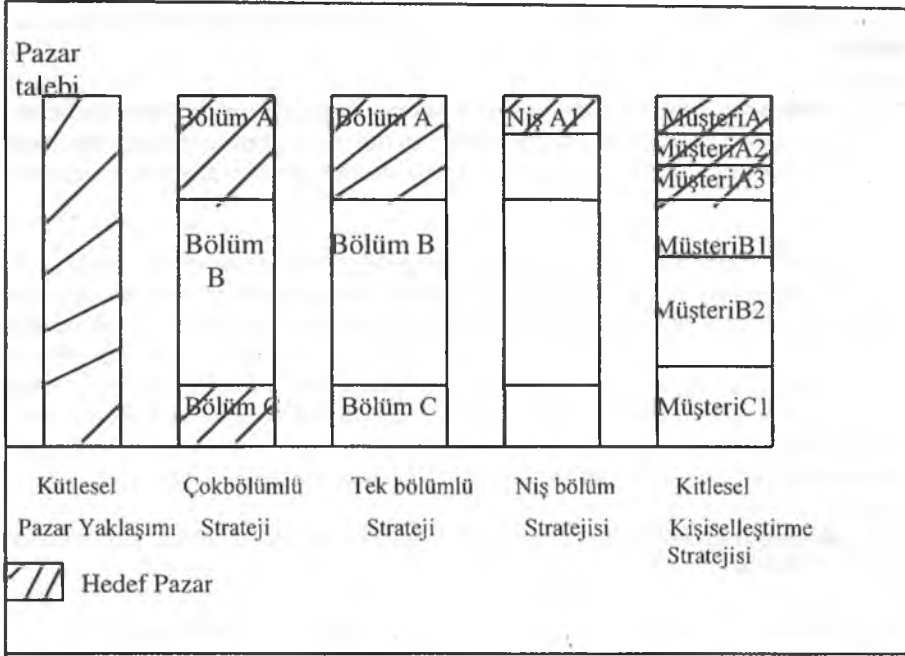 Pazar
talebi
Bölüm A
Bölüm
B
Bölüm C
Bölüm A
Bölüm B
Bölüm C
Niş A1
MüşteriA
MüşteriA2
MüşteriA3
MüşteriB1
MüşteriB2
MüşteriC1
Kütlesel
Pazar Yaklaşımı
Çokbölümlü
Strateji
Tek bölümlü
Strateji
Niş bölüm
Stratejisi
Kitlesel
Kişiselleştirme
Stratejisi
Hedef Pazar